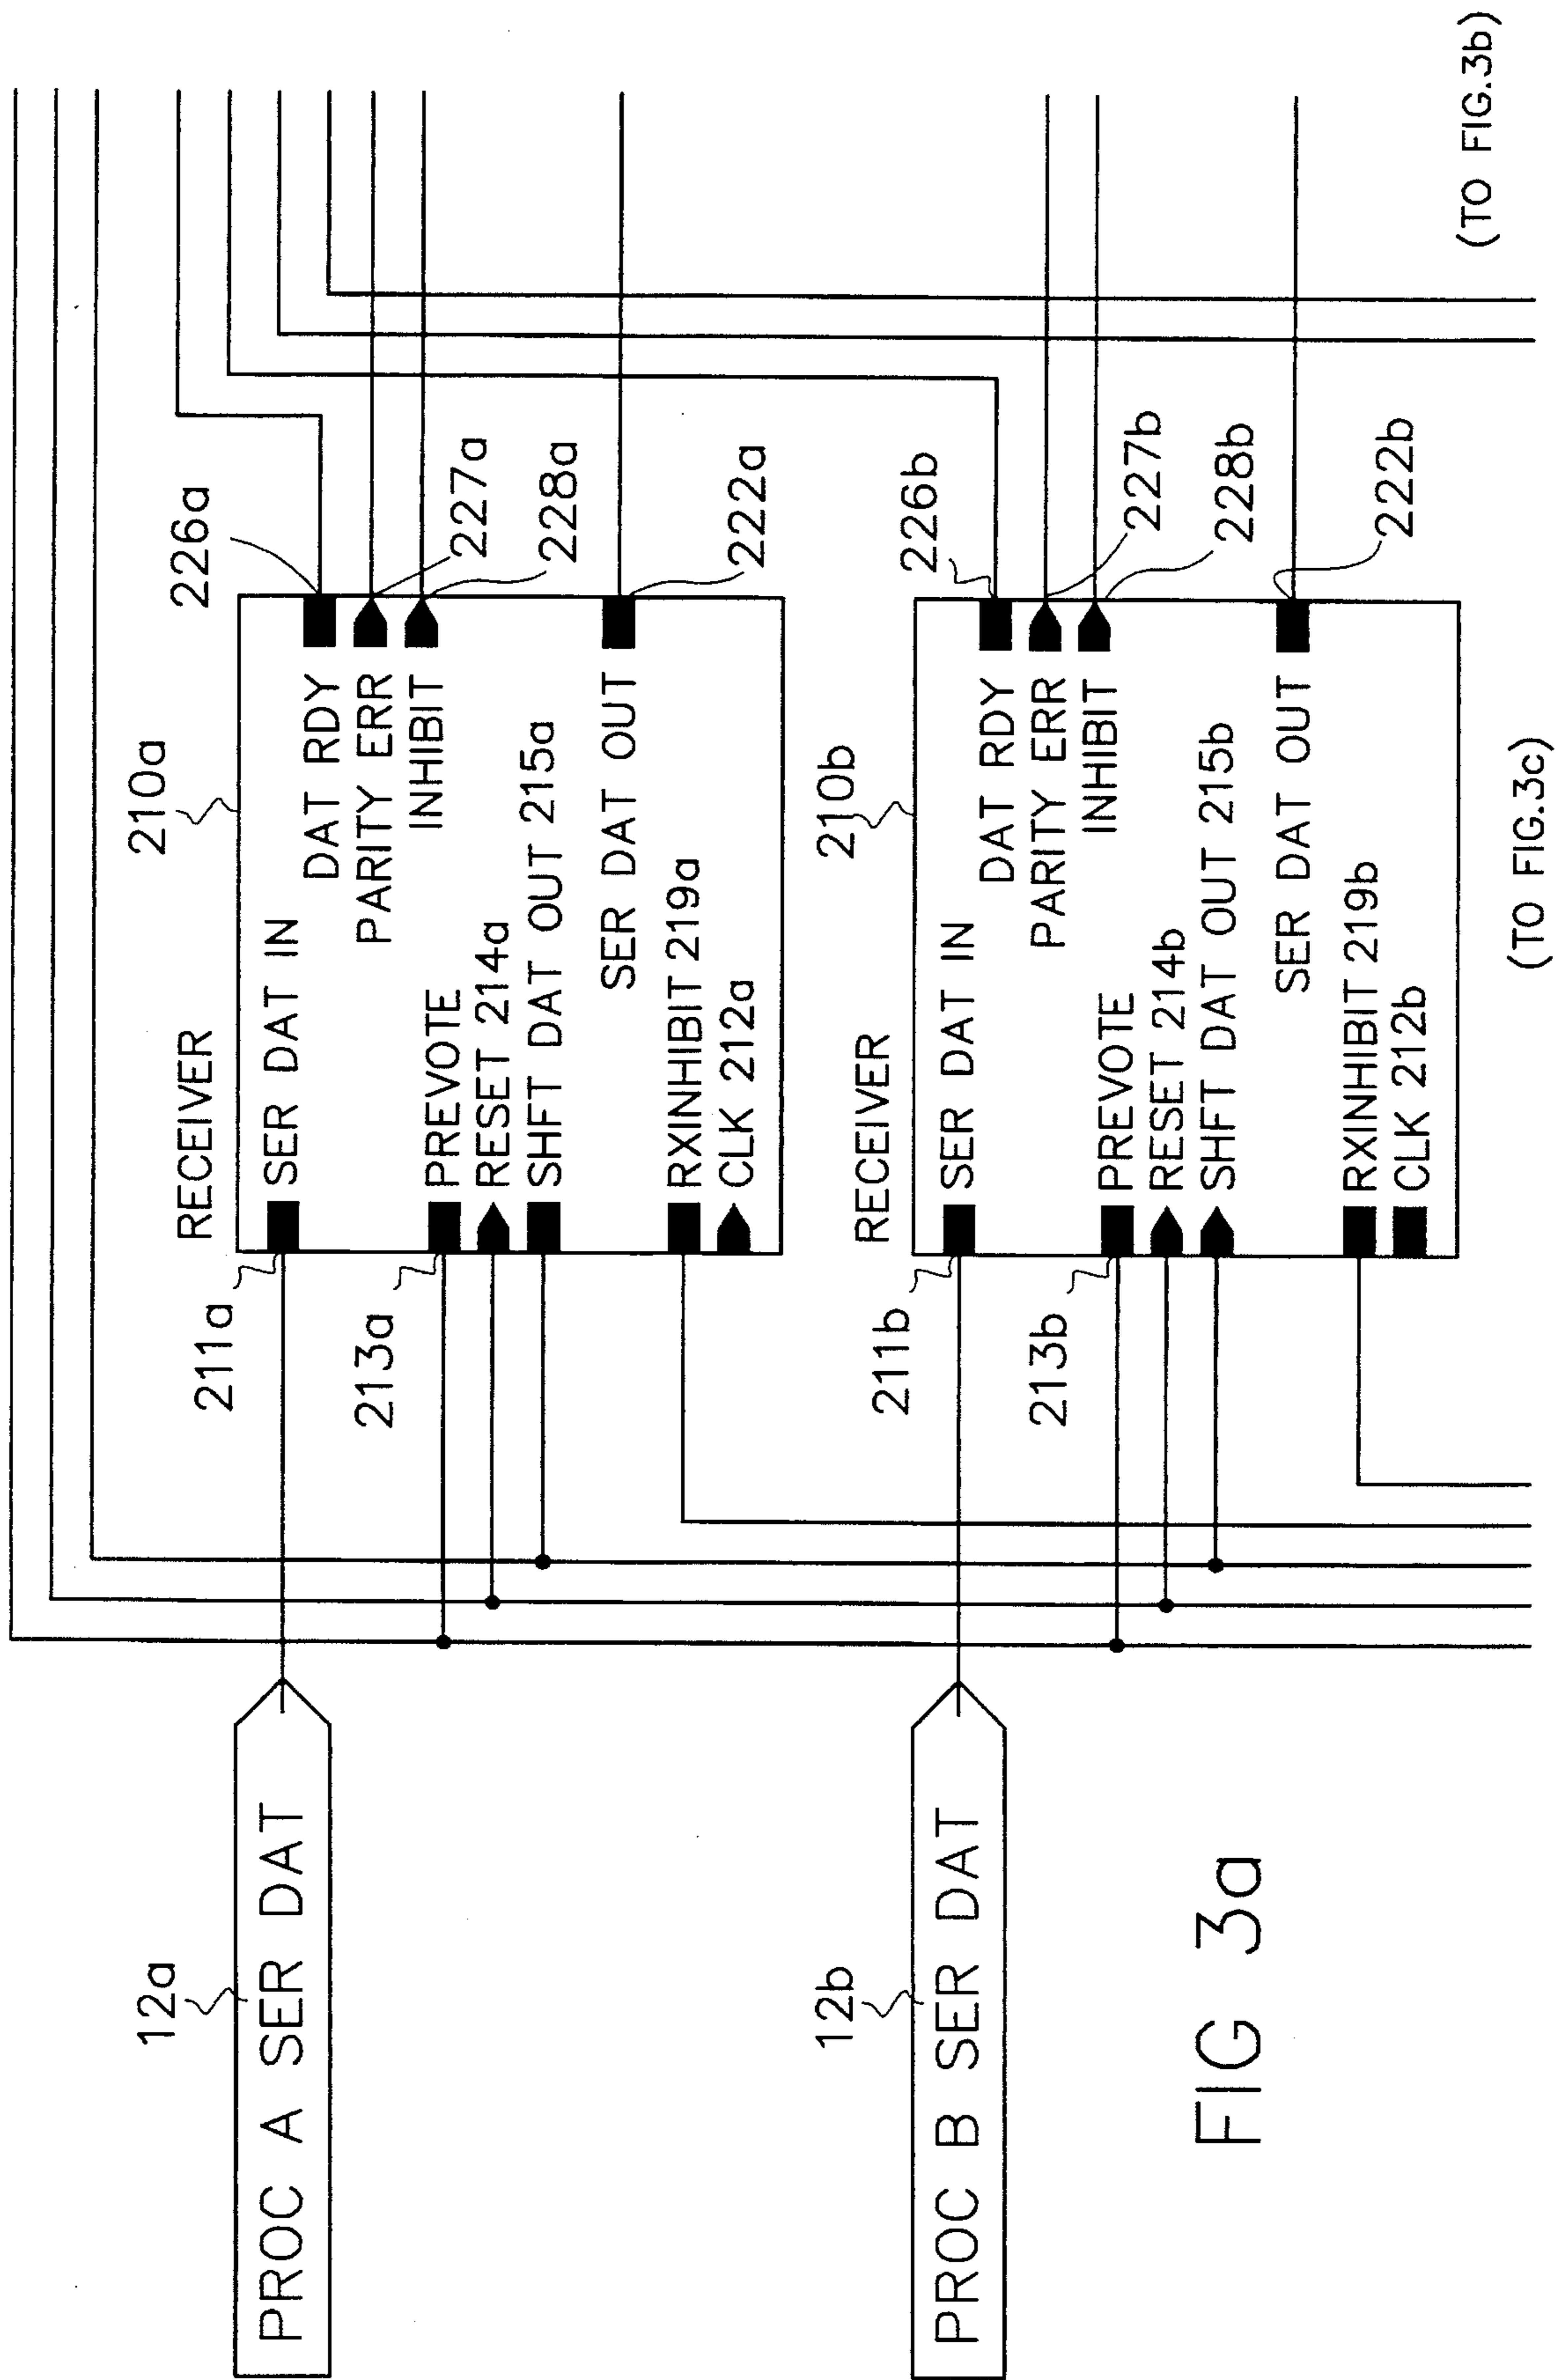 12a
PROC A SER DAT
211a
213a
RECEIVER
210a
SER DAT IN
PREVOTE
RESET 214a
SHFT DAT OUT 215a
RXINHIBIT 219a
CLK 212a
DAT RDY
PARITY ERR
INHIBIT
SER DAT OUT
226a
227a
228a
222a
12b
PROC B SER DAT
211b
213b
RECEIVER
210b
SER DAT IN
PREVOTE
RESET 214b
SHFT DAT OUT 215b
RXINHIBIT 219b
CLK 212b
DAT RDY
PARITY ERR
INHIBIT
SER DAT OUT
226b
227b
228b
222b
FIG 3a
(TO FIG.3c)
(TO FIG.3b)